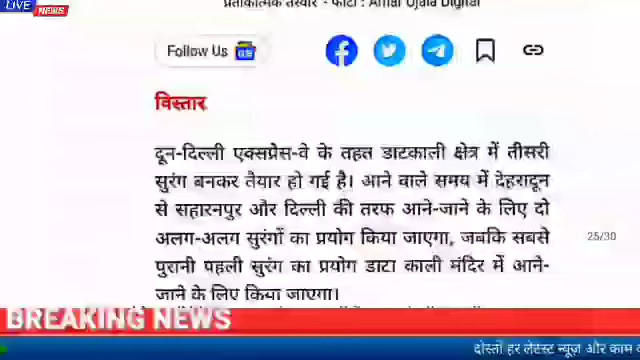 LIVE
NEWS
प्रतीकात्मक तस्वीर - फोटो : Amar Ujala Digital
Follow Us
विस्तार
दून-दिल्ली एक्सप्रेस-वे के तहत डाटकाली क्षेत्र में तीसरी
सुरंग बनकर तैयार हो गई है। आने वाले समय में देहरादून
से सहारनपुर और दिल्ली की तरफ आने-जाने के लिए दो
अलग-अलग सुरंगों का प्रयोग किया जाएगा, जबकि सबसे
25/30
पुरानी पहली सुरंग का प्रयोग डाटा काली मंदिर में आने-
जाने के लिए किया जाएगा।
BREAKING NEWS
दोस्तों हर लेटस्ट न्यूज़ और काम